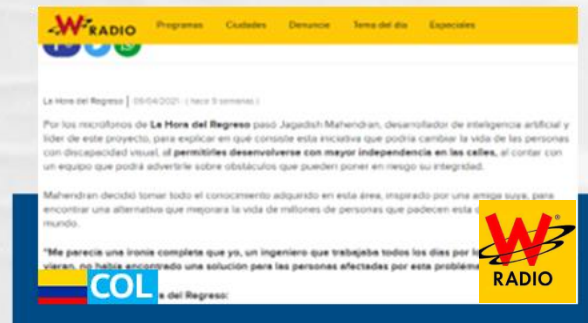 W RADIO
Programas Ciudades Denuncie Tema del día Especiales
La Hora del Regreso | 09/04/2021 - ( hace 9 semanas )
Por los micrófonos de La Hora del Regreso pasó Jagadish Mahendran, desarrollador de inteligencia artificial y
líder de este proyecto, para explicar en qué consiste esta iniciativa que podría cambiar la vida de las personas
con discapacidad visual, al permitirles desenvolverse con mayor independencia en las calles, al contar con
un equipo que podrá advertirle sobre obstáculos que pueden poner en riesgo su integridad.
Mahendran decidió tomar todo el conocimiento adquirido en esta área, inspirado por una amiga suya, para
encontrar una alternativa que mejorara la vida de millones de personas que padecen esta
mundo.
"Me parecía una ironía completa que yo, un ingeniero que trabajaba todos los días por
vieran, no había encontrado una solución para las personas afectadas por esta
COL
a del Regreso:
W
RADIO